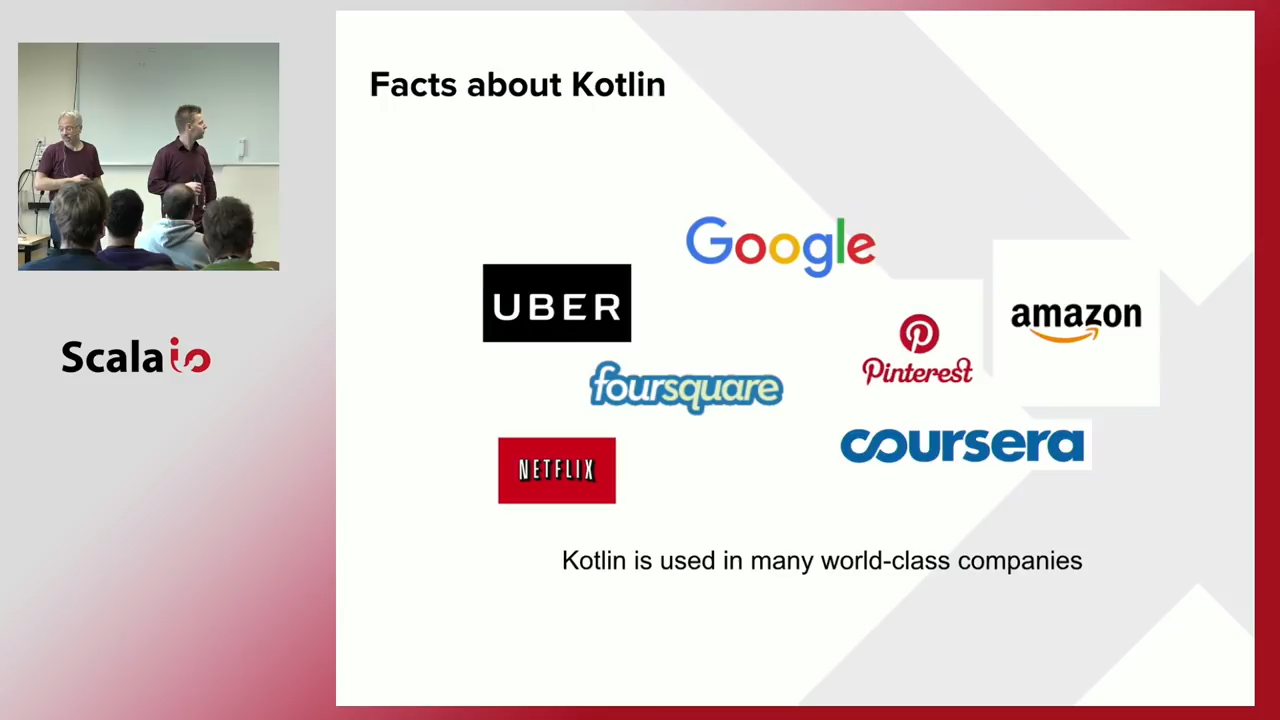 Facts about Kotlin
Google
UBER
amazon
Pinterest
foursquare
coursera
NETFLIX
Kotlin is used in many world-class companies
Scala io